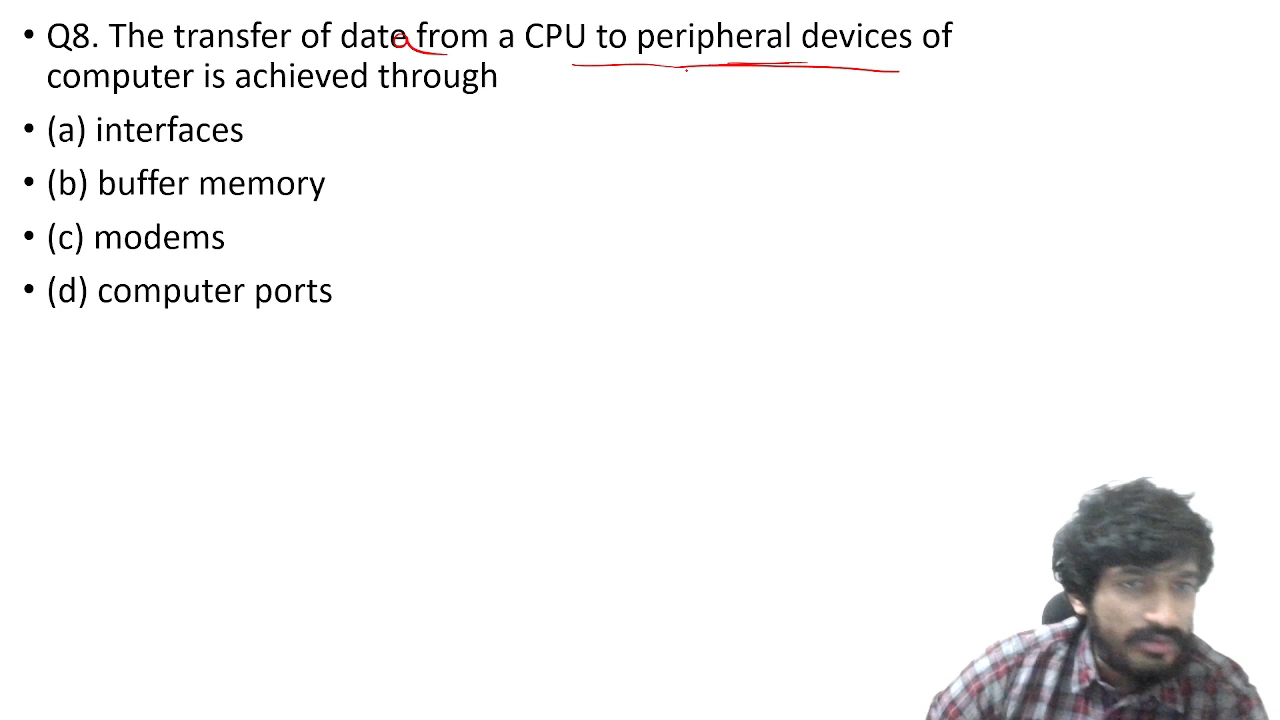 • Q8. The transfer of date from a CPU to peripheral devices of
computer is achieved through
• (a) interfaces
• (b) buffer memory
• (c) modems
• (d) computer ports